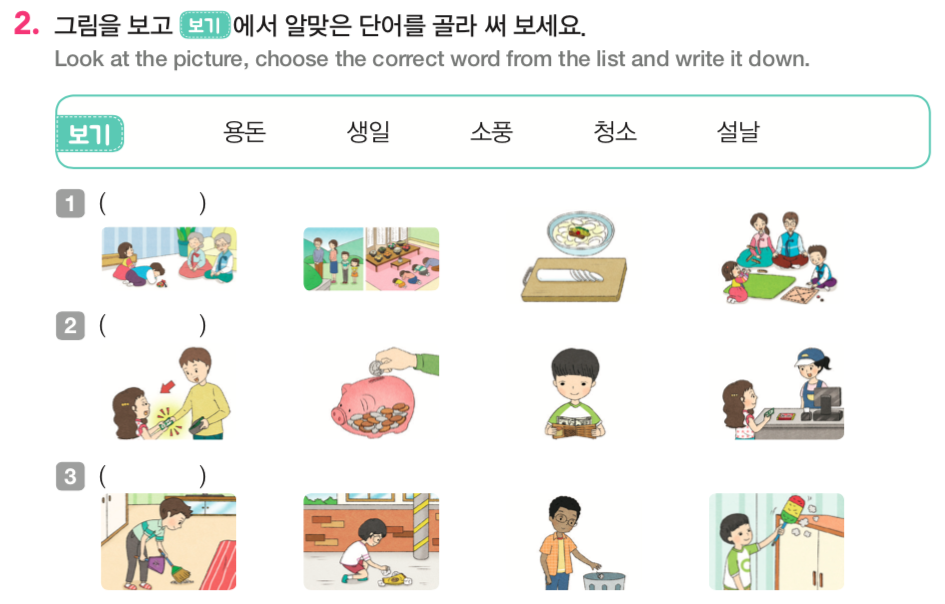 2. 그림을 보고 보기 에서 알맞은 단어를 골라 써 보세요.
Look at the picture, choose the correct word from the list and write it down.
보기 용돈 생일 소풍 청소 설날
1 ( )
2 ( )
3 ( )